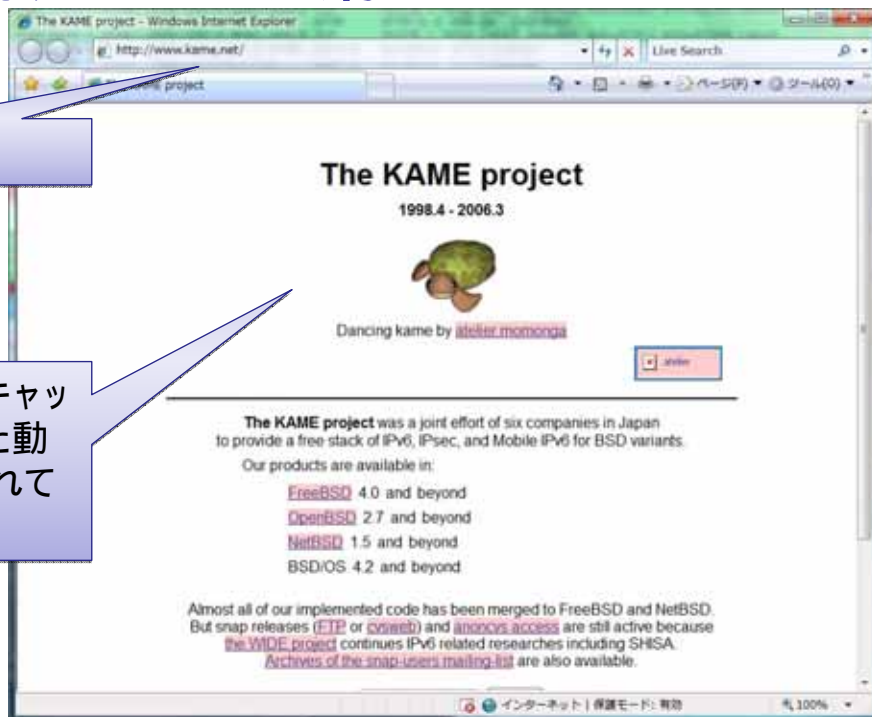 The KAME project - Windows Internet Explorer
http://www.kame.net/
Live Search
project
ページ(P)
ツール(O)
The KAME project
1998.4 - 2006.3
Dancing kame by atelier momonga
atelier
キャッ
と動
れて
The KAME project was a joint effort of six companies in Japan
to provide a free stack of IPv6, IPsec, and Mobile IPv6 for BSD variants.
Our products are available in:
FreeBSD 4.0 and beyond
OpenBSD 2.7 and beyond
NetBSD 1.5 and beyond
BSD/OS 4.2 and beyond
Almost all of our implemented code has been merged to FreeBSD and NetBSD.
But snap releases (FTP or cvsweb) and anoncvs access are still active because
the WIDE project continues IPv6 related researches including SHISA.
Archives of the snap-users mailing-list are also available.
インターネット | 保護モード: 有効
100%